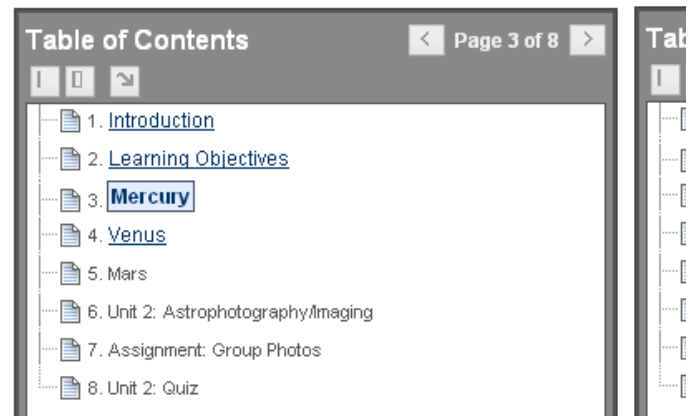 Table of Contents
Page 3 of 8
1. Introduction
2. Learning Objectives
3. Mercury
4. Venus
5. Mars
6. Unit 2: Astrophotography/Imaging
7. Assignment: Group Photos
8. Unit 2: Quiz